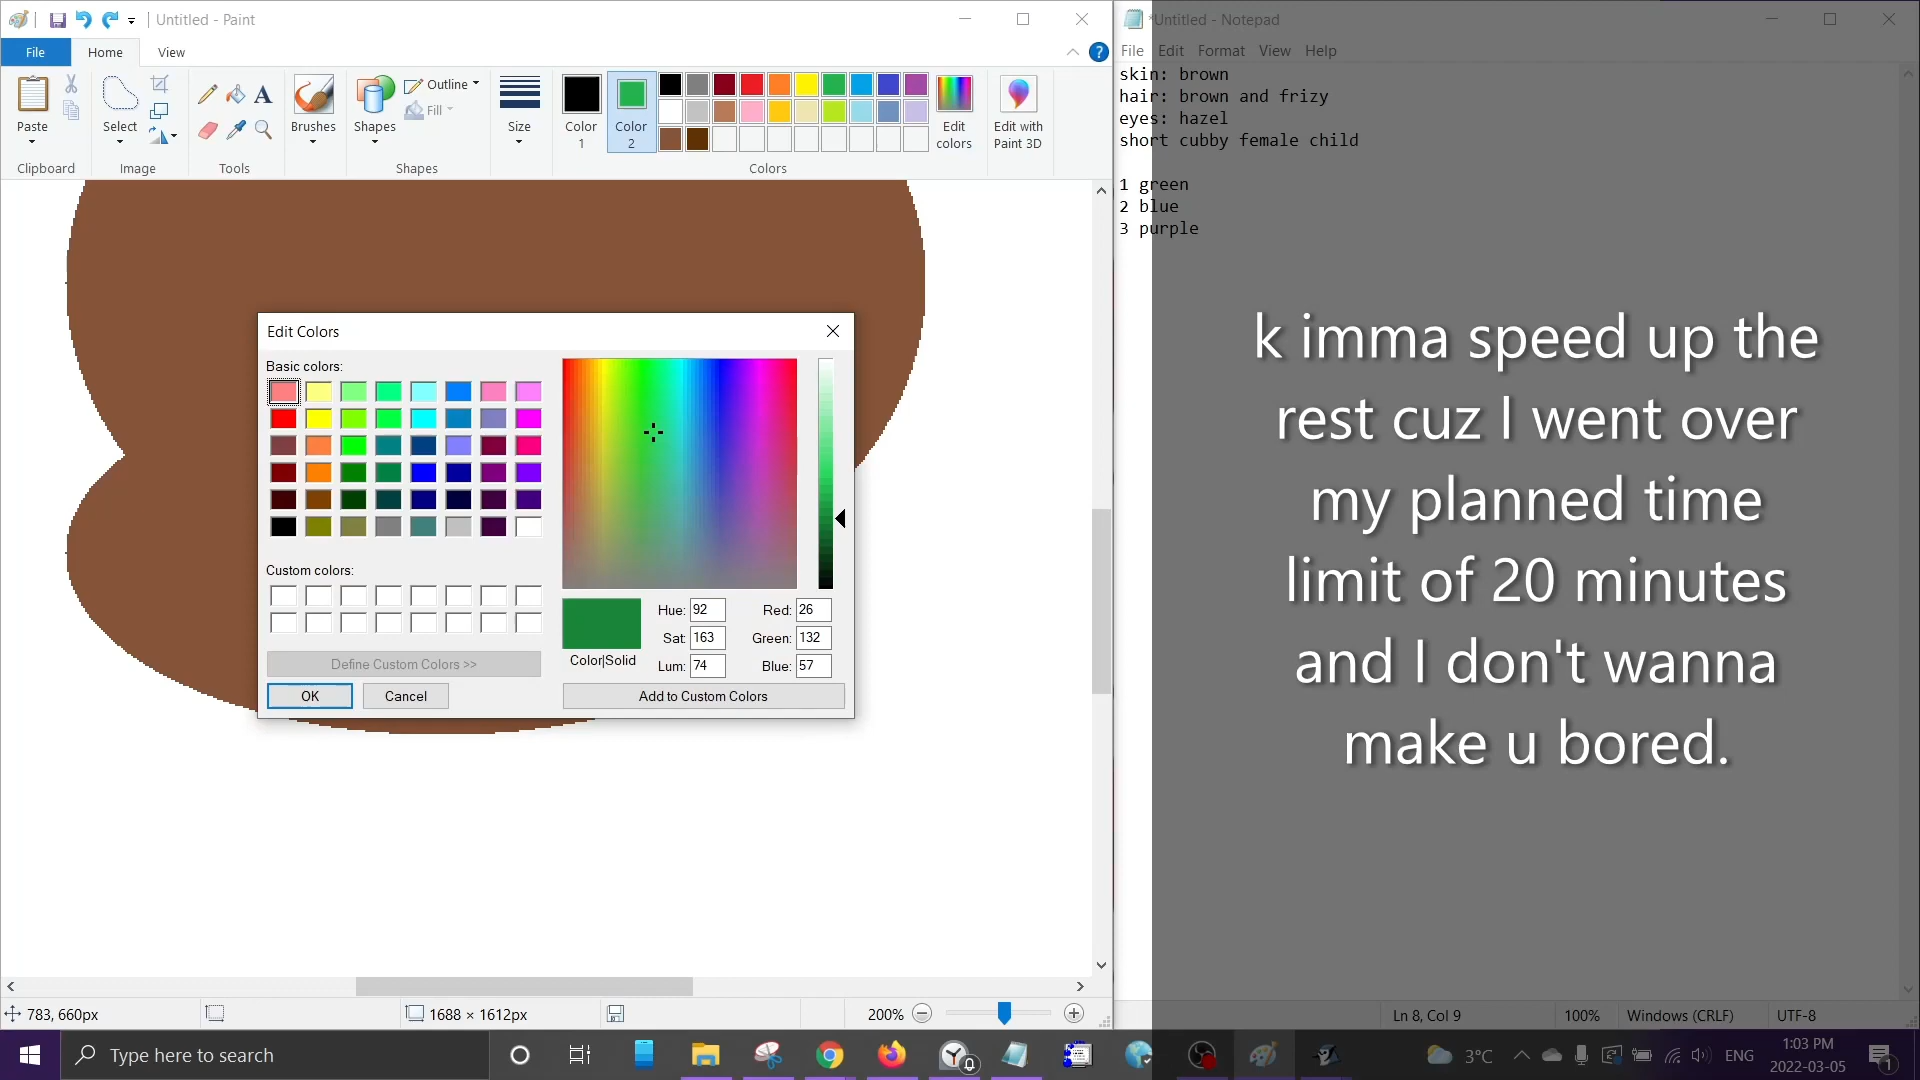 Untitled - Paint
File Home View
Paste
Select
Brushes
Shapes
Outline
Fill
Size
Color 1
Color 2
Edit colors
Edit with Paint 3D
Clipboard
Image
Tools
Shapes
Colors
Edit Colors
Basic colors:
Custom colors:
Define Custom Colors >>
OK
Cancel
Hue: 92
Sat: 163
Lum: 74
Red: 26
Green: 132
Blue: 57
Color|Solid
Add to Custom Colors
783, 660px
1688 × 1612px
200%
*Untitled - Notepad
File Edit Format View Help
skin: brown
hair: brown and frizy
eyes: hazel
short cubby female child
1 green
2 blue
3 purple
k imma speed up the
rest cuz I went over
my planned time
limit of 20 minutes
and I don't wanna
make u bored.
Ln 8, Col 9
100%
Windows (CRLF)
UTF-8
Type here to search
3°C
ENG
1:03 PM
2022-03-05
1